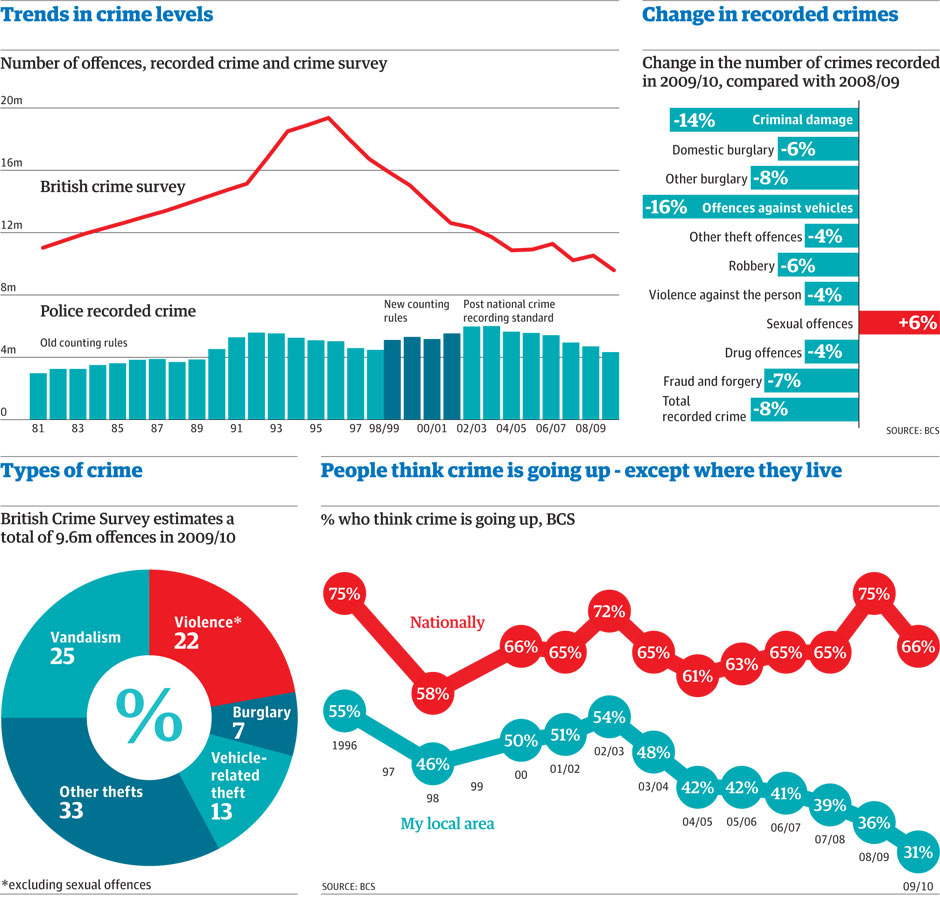 Trends in crime levels
Number of offences, recorded crime and crime survey
20m
16m
British crime survey
12m
8m
Police recorded crime
Old counting rules
New counting
rules
Post national crime
recording standard
4m
0
81 83 85 87 89 91 93 95 97 98/99 00/01 02/03 04/05 06/07 08/09
Change in recorded crimes
Change in the number of crimes recorded
in 2009/10, compared with 2008/09
-14% Criminal damage
Domestic burglary -6%
Other burglary -8%
-16% Offences against vehicles
Other theft offences -4%
Robbery -6%
Violence against the person -4%
Sexual offences +6%
Drug offences -4%
Fraud and forgery -7%
Total
recorded crime -8%
SOURCE: BCS
Types of crime
British Crime Survey estimates a
total of 9.6m offences in 2009/10
Vandalism
25
Violence*
22
Burglary
7
Vehicle-
related
theft
13
Other thefts
33
%
*excluding sexual offences
People think crime is going up - except where they live
% who think crime is going up, BCS
Nationally
75% 58% 66% 65% 72% 65% 61% 63% 65% 65% 75% 66%
55% 46% 50% 51% 54% 48% 42% 42% 41% 39% 36% 31%
1996 97 98 99 00 01/02 02/03 03/04 04/05 05/06 06/07 07/08 08/09 09/10
My local area
SOURCE: BCS